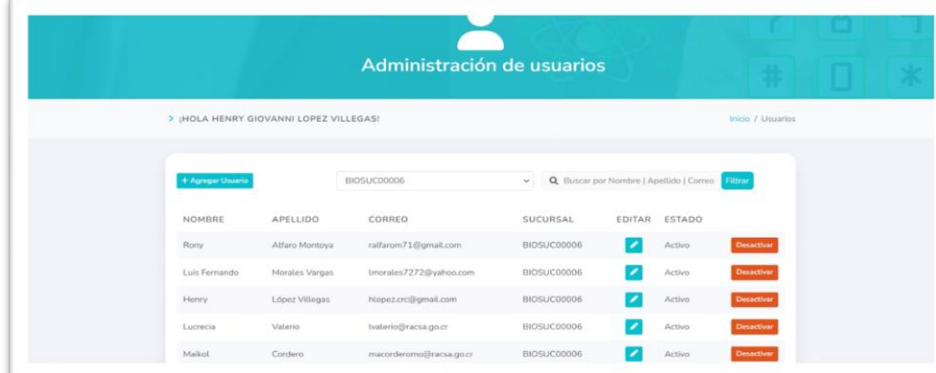 Administración de usuarios
¡HOLA HENRY GIOVANNI LOPEZ VILLEGAS!
Inicio / Usuarios
+ Agregar Usuario
BIOSUC00006
Buscar por Nombre | Apellido | Correo
Filtrar
NOMBRE APELLIDO CORREO SUCURSAL EDITAR ESTADO
Rony Alfaro Montoya ralfarom71@gmail.com BIOSUC00006 Activo Desactivar
Luis Fernando Morales Vargas lmorales7272@yahoo.com BIOSUC00006 Activo Desactivar
Henry López Villegas hlopez.crc@gmail.com BIOSUC00006 Activo Desactivar
Lucrecia Valerio lvalerio@racsa.go.cr BIOSUC00006 Activo Desactivar
Maikol Cordero macorderomo@racsa.go.cr BIOSUC00006 Activo Desactivar